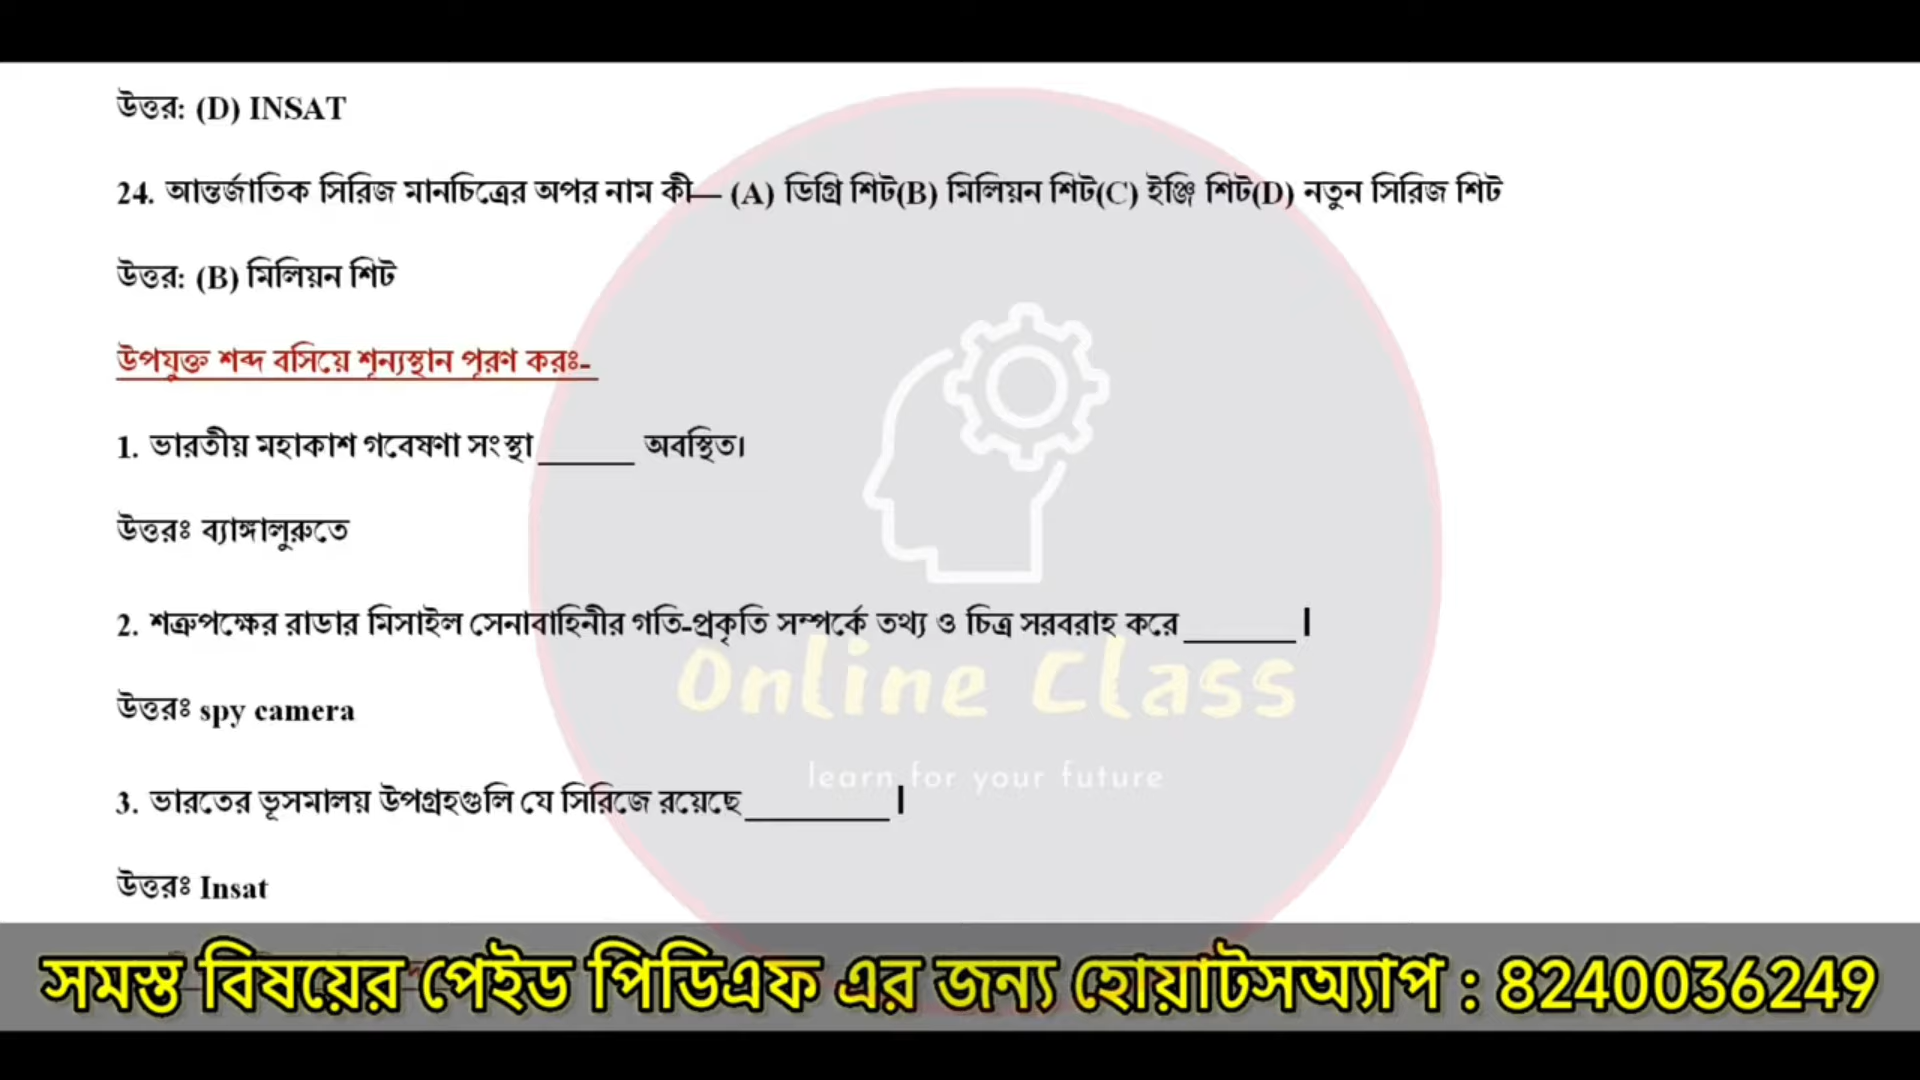 উত্তর: (D) INSAT
24. আন্তর্জাতিক সিরিজ মানচিত্রের অপর নাম কী— (A) ডিগ্রি শিট(B) মিলিয়ন শিট(C) ইঞ্জি শিট(D) নতুন সিরিজ শিট
উত্তর: (B) মিলিয়ন শিট
উপযুক্ত শব্দ বসিয়ে শূন্যস্থান পূরণ করঃ-
1. ভারতীয় মহাকাশ গবেষণা সংস্থা ______ অবস্থিত।
উত্তরঃ ব্যাঙ্গালুরুতে
2. শত্রুপক্ষের রাডার মিসাইল সেনাবাহিনীর গতি-প্রকৃতি সম্পর্কে তথ্য ও চিত্র সরবরাহ করে _______ ।
উত্তরঃ spy camera
3. ভারতের ভূসমালয় উপগ্রহগুলি যে সিরিজে রয়েছে _________ ।
উত্তরঃ Insat
Online Class
learn for your future
সমস্ত বিষয়ের পেইড পিডিএফ এর জন্য হোয়াটসঅ্যাপ : 8240036249